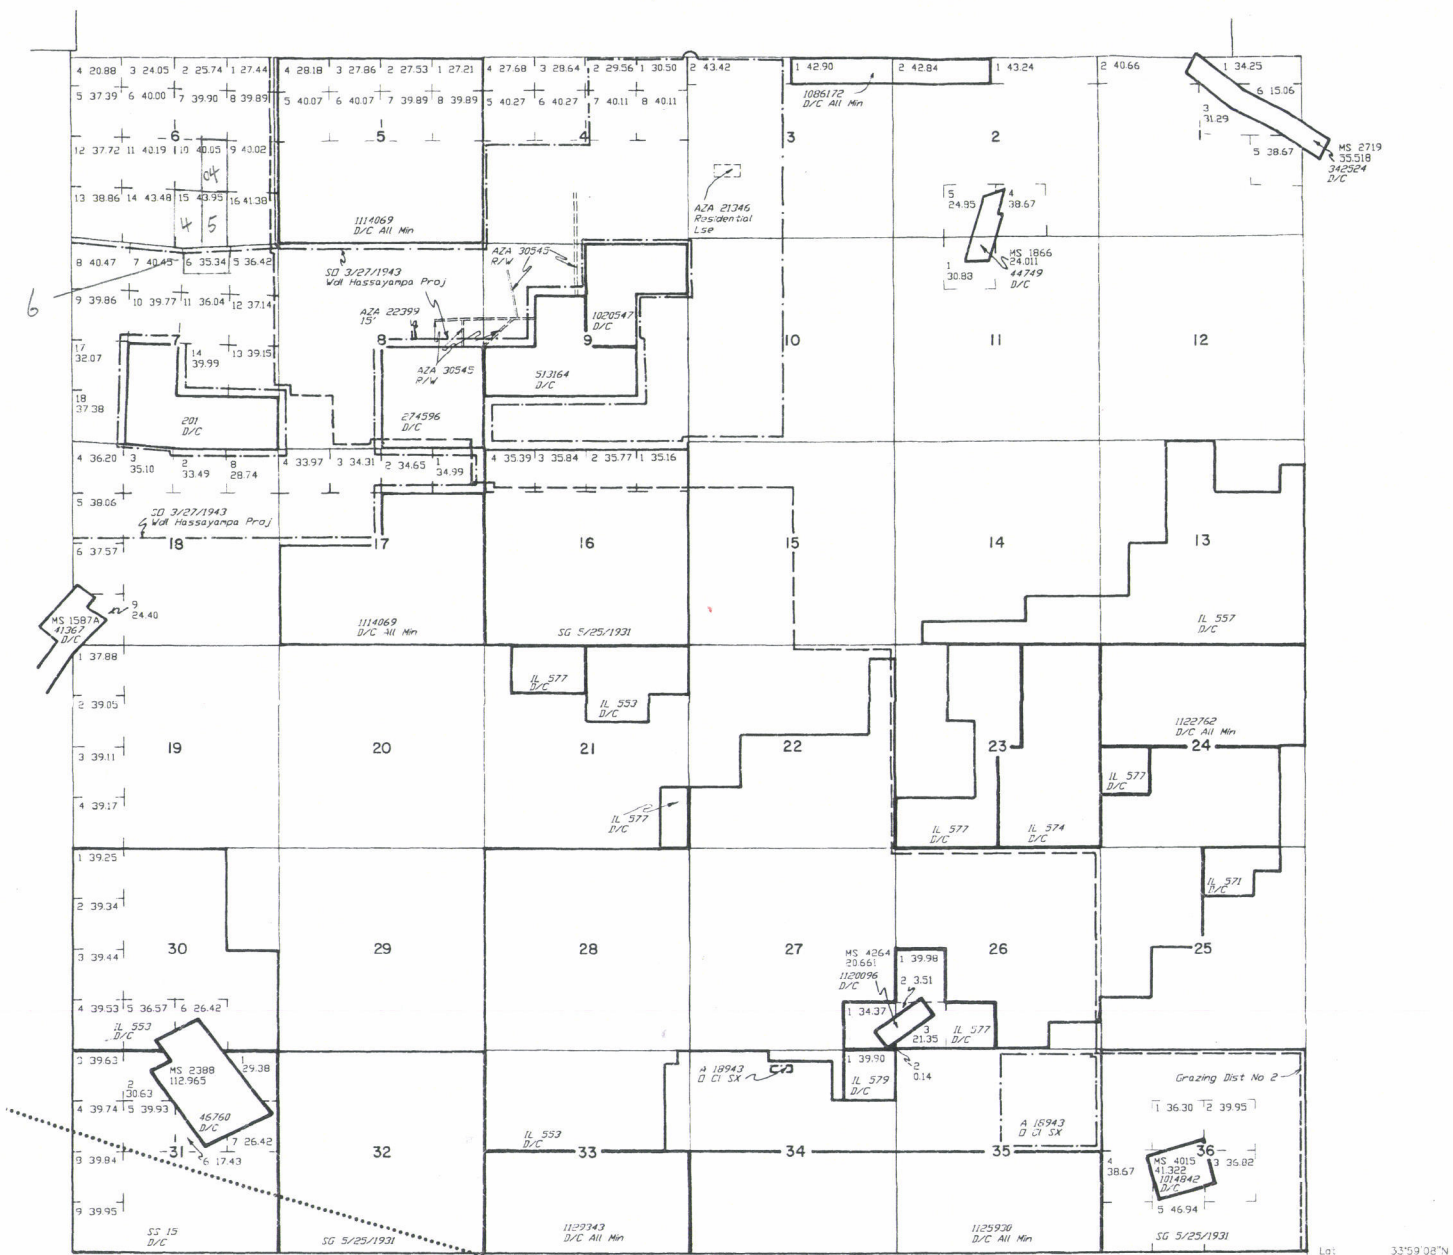 4 20.88 3 24.05 2 25.74 1 27.44 4 28.18 3 27.86 2 27.53 1 27.21 4 27.68 3 28.64 2 29.56 1 30.50 2 43.42 1 42.90 2 42.84 1 43.24 2 40.66 1 34.25
5 37.39 6 40.00 7 39.90 8 39.89 5 40.07 6 40.07 7 39.89 8 39.89 5 40.27 6 40.27 7 40.11 8 40.11
1086172
D/C All Min
6 15.06
3
31.29
6 5 4 3 2
12 37.72 11 40.19 10 40.05 9 40.02
5 38.67
MS 2719
35.518
342524
D/C
04
AZA 21346
Residential
Lse
13 38.86 14 43.48 15 43.95 16 41.38
4 5
1114069
D/C All Min
5
24.95
4
38.67
MS 1866
24.011
44749
D/C
1
30.83
8 40.47 7 40.45 6 35.34 5 36.42
6
SO 3/27/1943
Wdl Hassayampa Proj
AZA 30545
R/W
9 39.86 10 39.77 11 36.04 12 37.14
AZA 22399
15'
1020547
D/C
7 8 9 10 11 12
17
32.07
14
39.99
13 39.15
AZA 30545
R/W
513164
D/C
18
37.38
201
D/C
274596
D/C
4 36.20 3
35.10 2
33.49 8
28.74 4 33.97 3 34.31 2 34.65 1
34.99 4 35.39 3 35.84 2 35.77 1 35.16
5 38.06
SO 3/27/1943
Wdl Hassayampa Proj
18 17 16 15 14 13
6 37.57
9
24.40
MS 1587A
41367
D/C
1114069
D/C All Min
SG 5/25/1931
IL 557
D/C
1 37.88
IL 577
D/C
IL 553
D/C
2 39.05
1122762
D/C All Min
19 20 21 22 23 24
3 39.11
IL 577
D/C
4 39.17
IL 577
D/C
IL 577
D/C
IL 574
D/C
1 39.25
IL 571
D/C
2 39.34
30 29 28 27 26 25
3 39.44
MS 4264
20.661
1120096
D/C
1 39.98
2 3.51
4 39.53 5 36.57 6 26.42
1 34.37
3
21.35
IL 577
D/C
IL 553
D/C
3 39.63
MS 2388
112.965
29.38
2
30.63
46760
D/C
A 18943
O Cl SX
1 39.90
IL 579
D/C
2
0.14
Grazing Dist No 2
4 39.74 5 39.93
1 36.30 2 39.95
A 18943
O Cl SX
7 26.42
IL 553
D/C
31 32 33 34 35 36
6 17.43
4
38.67
MS 4015
41.322
1014842
D/C
3 36.02
9 39.95
5 46.94
SS 15
D/C
SG 5/25/1931
1129343
D/C All Min
1125930
D/C All Min
SG 5/25/1931
Lat 33°59'08"N